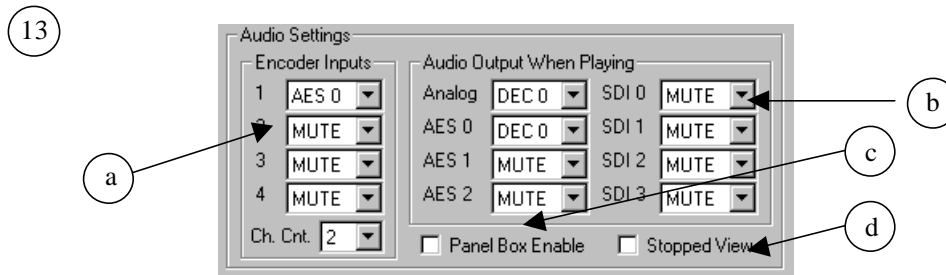 13
Audio Settings
Encoder Inputs
1 AES 0
MUTE
3 MUTE
4 MUTE
Ch. Cnt. 2
Audio Output When Playing
Analog DEC 0 SDI 0 MUTE
AES 0 DEC 0 SDI 1 MUTE
AES 1 MUTE SDI 2 MUTE
AES 2 MUTE SDI 3 MUTE
Panel Box Enable Stopped View
a
b
c
d